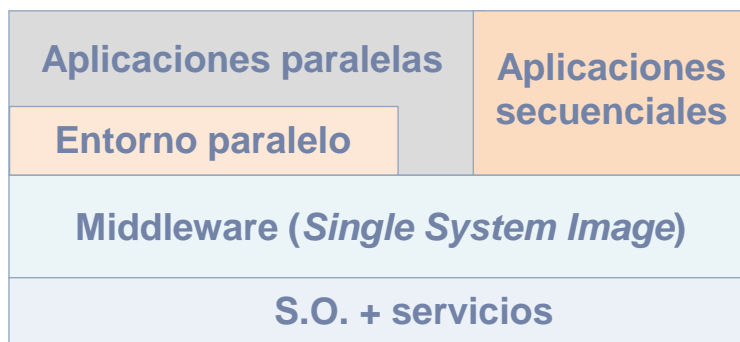 Aplicaciones paralelas
Aplicaciones
secuenciales
Entorno paralelo
Middleware (Single System Image)
S.O. + servicios